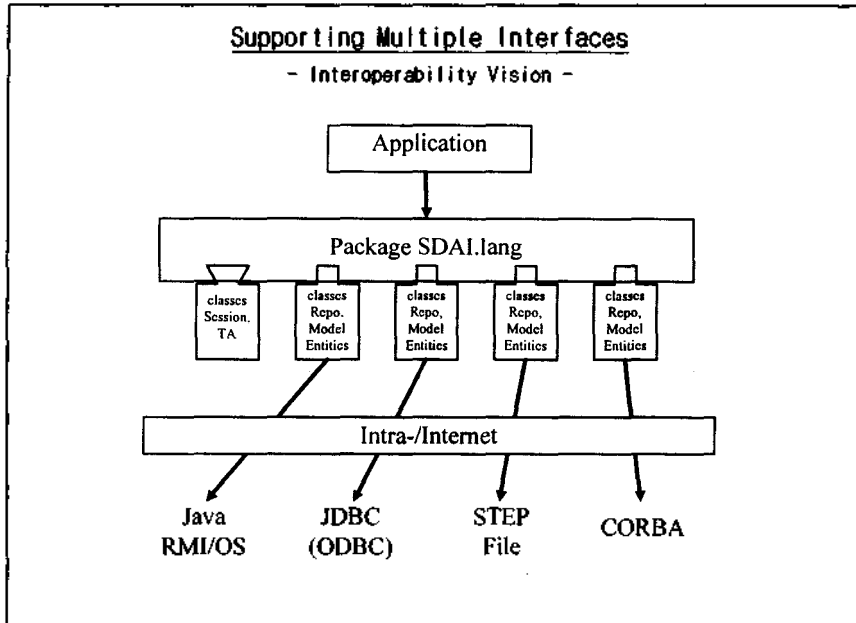 Supporting Multiple Interfaces
- Interoperability Vision -
Application
Package SDAI.lang
classes
Session,
TA
classes
Repo.
Model
Entities
classes
Repo,
Model
Entities
classes
Repo,
Model
Entities
classes
Repo,
Model
Entities
Intra-/Internet
Java
RMI/OS
JDBC
(ODBC)
STEP
File
CORBA